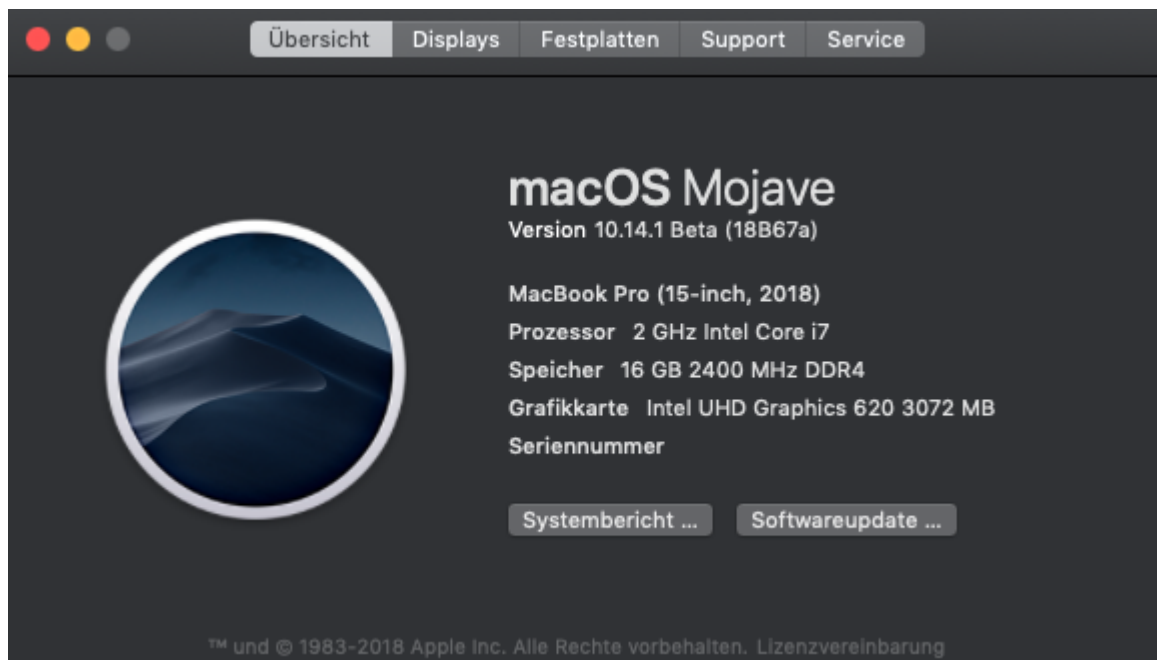 Übersicht Displays Festplatten Support Service
macOS Mojave
Version 10.14.1 Beta (18B67a)
MacBook Pro (15-inch, 2018)
Prozessor 2 GHz Intel Core i7
Speicher 16 GB 2400 MHz DDR4
Grafikkarte Intel UHD Graphics 620 3072 MB
Seriennummer
Systembericht ... Softwareupdate ...
™ und © 1983-2018 Apple Inc. Alle Rechte vorbehalten. Lizenzvereinbarung